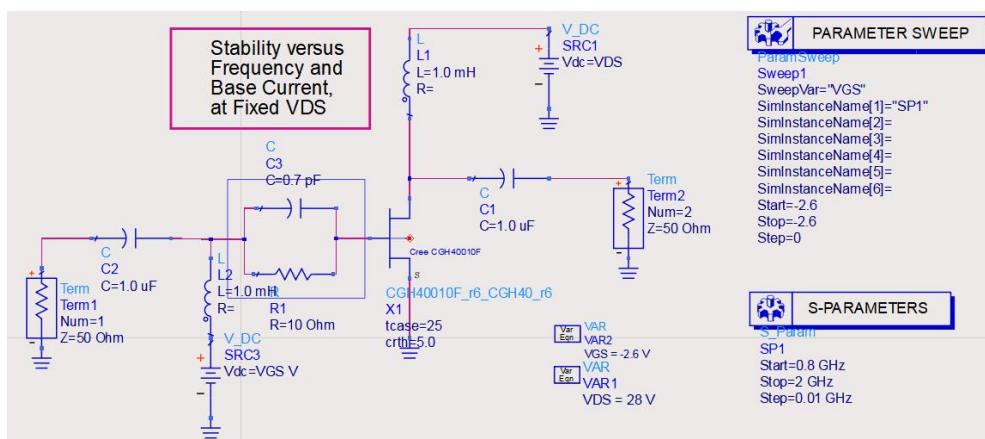 Stability versus
Frequency and
Base Current,
at Fixed VDS
L
L1
L=1.0 mH
R=
V_DC
SRC1
Vdc=VDS
+
-
PARAMETER SWEEP
ParamSweep
Sweep1
SweepVar="VGS"
SimInstanceName[1]="SP1"
SimInstanceName[2]=
SimInstanceName[3]=
SimInstanceName[4]=
SimInstanceName[5]=
SimInstanceName[6]=
Start=-2.6
Stop=-2.6
Step=0
C
C3
C=0.7 pF
C
C1
C=1.0 uF
+
Term
Term2
Num=2
Z=50 Ohm
-
C
C2
C=1.0 uF
+
Term
Term1
Num=1
Z=50 Ohm
-
L
L2
L=1.0 mH
R=
R
R1
R=10 Ohm
Cree CGH40010F
S
CGH40010F_r6_CGH40_r6
X1
tcase=25
crth=5.0
V_DC
SRC3
Vdc=VGS V
+
-
Var
Eqn
VAR
VAR2
VGS = -2.6 V
Var
Eqn
VAR
VAR1
VDS = 28 V
S-PARAMETERS
S_Param
SP1
Start=0.8 GHz
Stop=2 GHz
Step=0.01 GHz